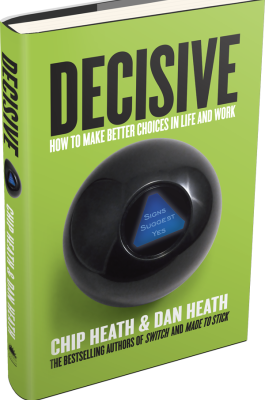 DECISIVE
HOW TO MAKE BETTER CHOICES IN LIFE AND WORK
SIGNS
SUGGEST
YES
CHIP HEATH & DAN HEATH
THE BESTSELLING AUTHORS OF SWITCH AND MADE TO STICK
DECISIVE
CHIP HEATH & DAN HEATH